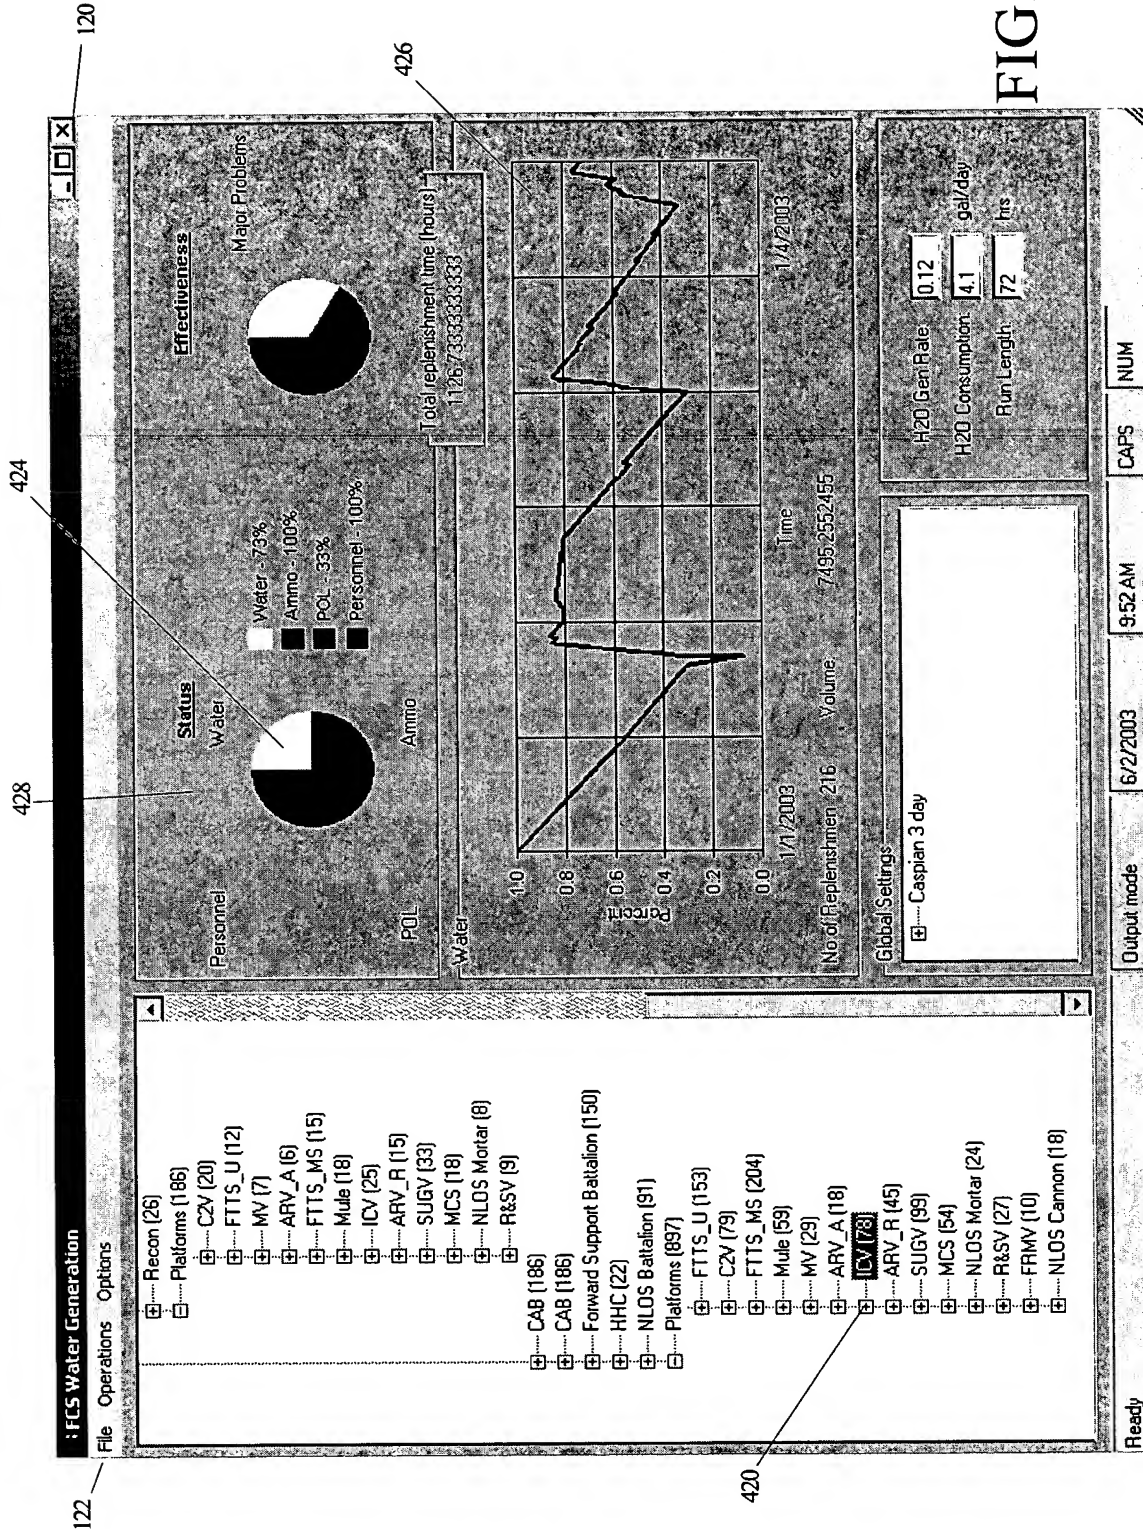 120
122
: FCS Water Generation
File Operations Options
Recon (26)
Platforms (186)
C2V (20)
FTTS_U (12)
MV (7)
ARV_A (6)
FTTS_MS (15)
Mule (18)
ICV (25)
ARV_R (15)
SUGV (33)
MCS (18)
NLOS Mortar (8)
R&SV (9)
CAB (186)
CAB (186)
Forward Support Battalion (150)
HHC (22)
NLOS Battalion (91)
Platforms (897)
FTTS_U (153)
C2V (79)
FTTS_MS (204)
Mule (59)
MV (29)
ARV_A (18)
ICV (78)
ARV_R (45)
SUGV (99)
MCS (54)
NLOS Mortar (24)
R&SV (27)
FRMV (10)
NLOS Cannon (18)
420
428
424
426
Status
Personnel
Water
POL
Ammo
Water - 73%
Ammo - 100%
POL - 33%
Personnel - 100%
Effectiveness
Major Problems
Total replenishment time (hours)
Water
Percent
1.0
0.8
0.6
0.4
0.2
0.0
1/1/2003
Time
1/4/2003
No of Replenishmen 216
Volume
7495.2552455
Global Settings
Caspian 3 day
H2O Gen Rate 0.12
H2O Consumption 4.1 gal/day
Run Length 72 hrs
Ready
Output mode
6/2/2003
9:52 AM
CAPS
NUM
FIG